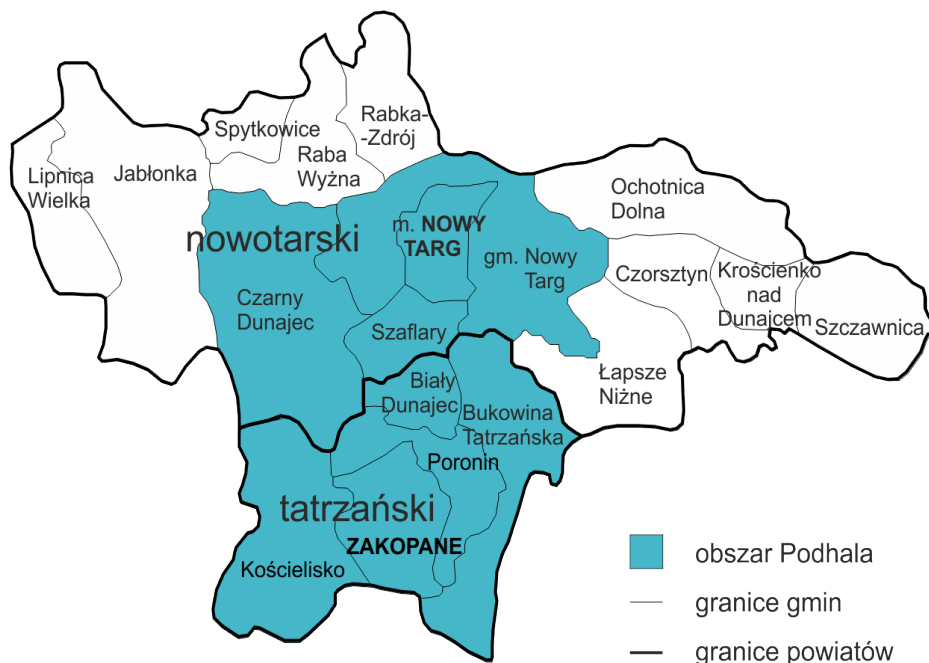 Rabka-
-Zdrój
Spytkowice
Raba
Wyżna
Jabłonka
Lipnica
Wielka
Ochotnica
Dolna
nowotarski
m. NOWY
TARG
gm. Nowy
Targ
Czorsztyn
Krościenko
nad
Dunajcem
Szczawnica
Czarny
Dunajec
Szaflary
Łapsze
Niżne
Biały
Dunajec
Bukowina
Tatrzańska
Poronin
tatrzański
ZAKOPANE
Kościelisko
obszar Podhala
granice gmin
granice powiatów